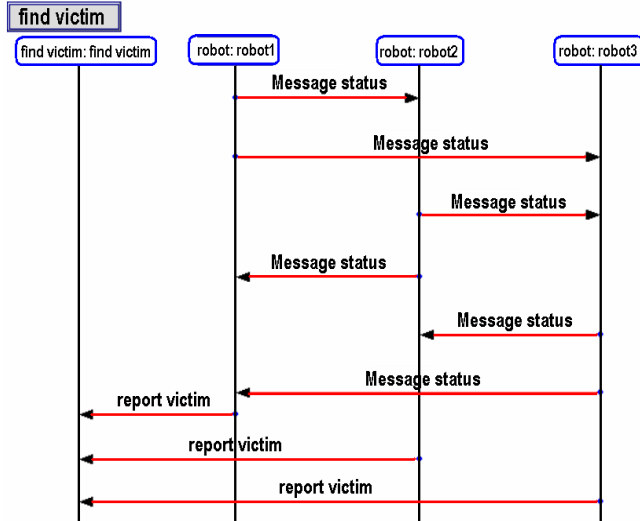 find victim
find victim: find victim
robot: robot1
robot: robot2
robot: robot3
Message status
Message status
Message status
Message status
Message status
Message status
report victim
report victim
report victim